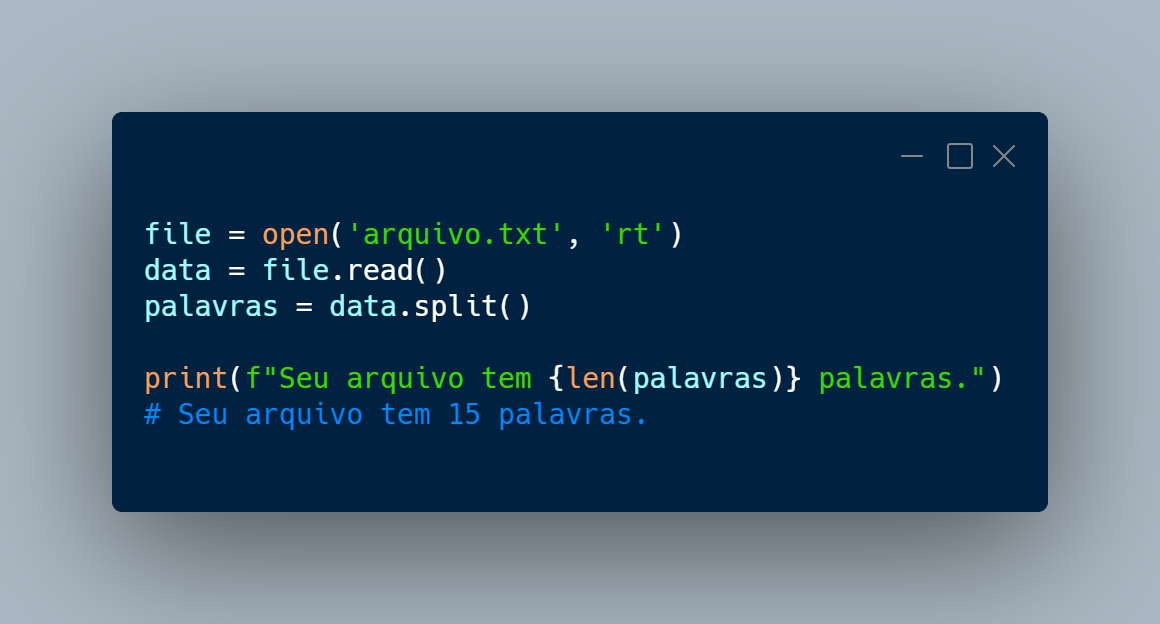 file = open('arquivo.txt', 'rt')
data = file.read()
palavras = data.split()
print(f"Seu arquivo tem {len(palavras)} palavras.")
# Seu arquivo tem 15 palavras.